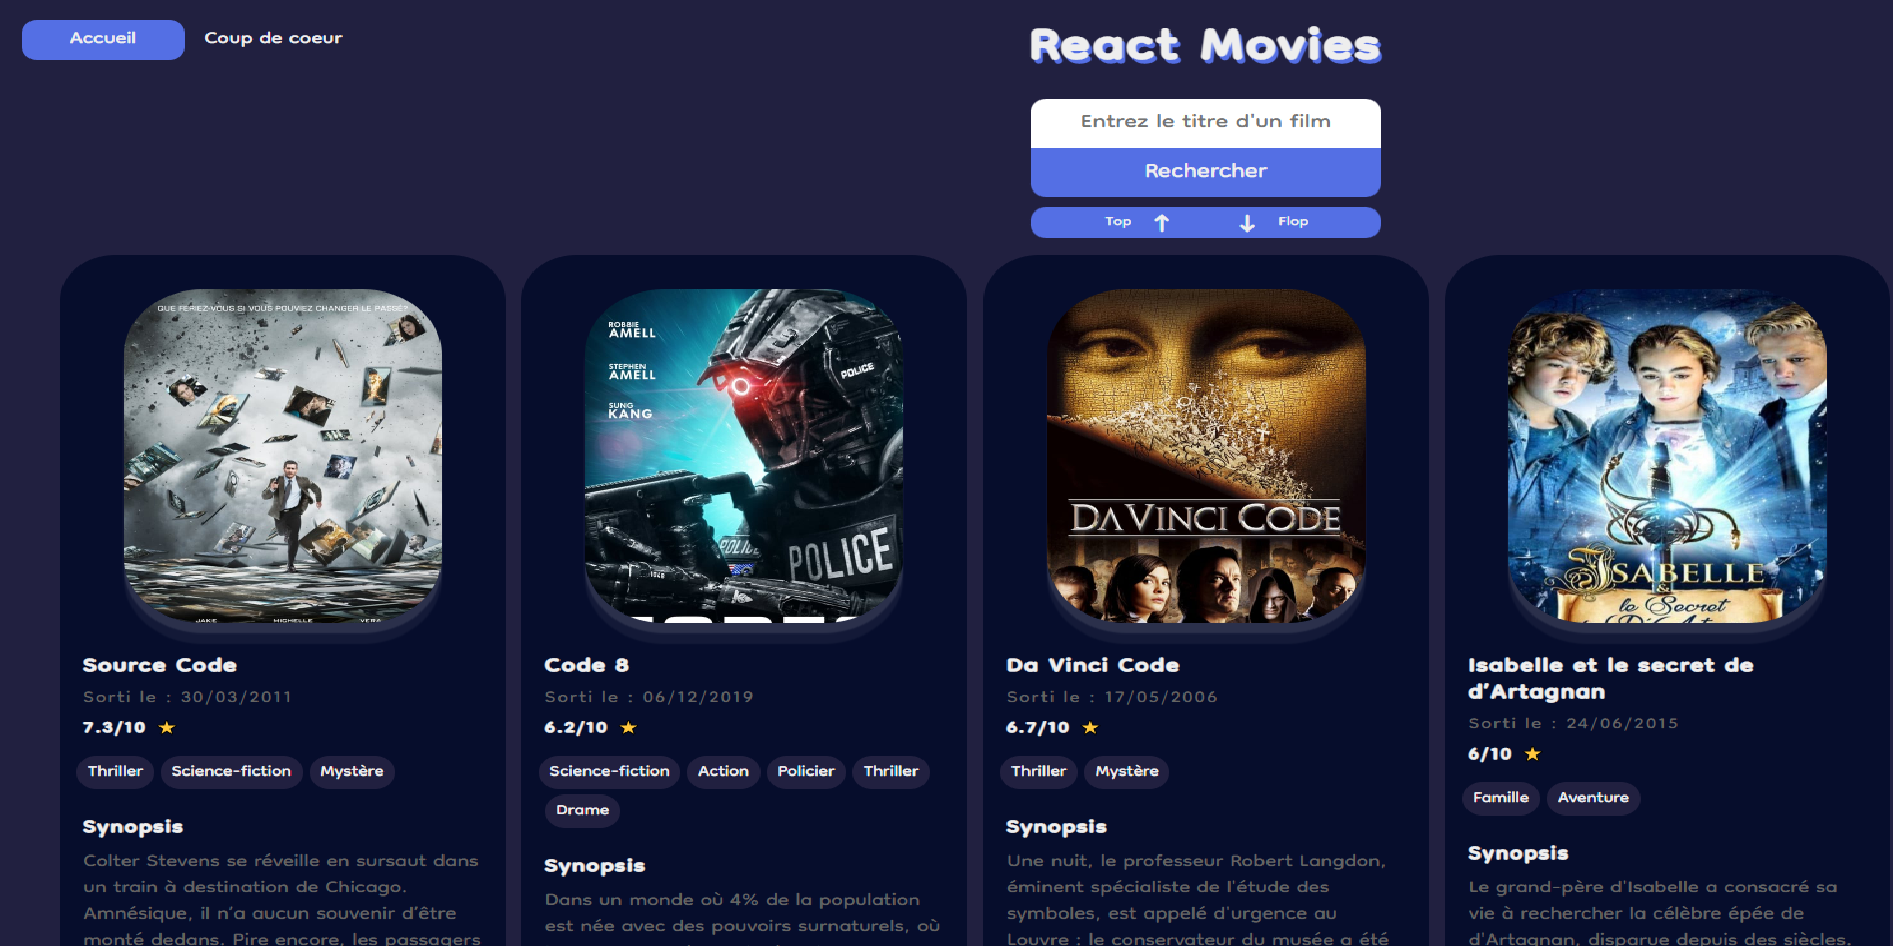 Accueil
Coup de coeur
React Movies
Entrez le titre d'un film
Rechercher
Top ↑ ↓ Flop
QUE FERIEZ-VOUS SI VOUS POUVIEZ CHANGER LE PASSÉ?
JAKE MICHELLE VERA
Source Code
Sorti le : 30/03/2011
7.3/10 ★
Thriller Science-fiction Mystère
Synopsis
Colter Stevens se réveille en sursaut dans
un train à destination de Chicago.
Amnésique, il n'a aucun souvenir d'être
monté dedans. Pire encore, les passagers
ROBBIE
AMELL
STEPHEN
AMELL
SUNG
KANG
POLICE
POLICE
POLICE
Code 8
Sorti le : 06/12/2019
6.2/10 ★
Science-fiction Action Policier Thriller
Drame
Synopsis
Dans un monde où 4% de la population
est née avec des pouvoirs surnaturels, où
DA VINCI CODE
Da Vinci Code
Sorti le : 17/05/2006
6.7/10 ★
Thriller Mystère
Synopsis
Une nuit, le professeur Robert Langdon,
éminent spécialiste de l'étude des
symboles, est appelé d'urgence au
Louvre : le conservateur du musée a été
ISABELLE
&
le Secret
D'Artagnan
Isabelle et le secret de
d'Artagnan
Sorti le : 24/06/2015
6/10 ★
Famille Aventure
Synopsis
Le grand-père d'Isabelle a consacré sa
vie à rechercher la célèbre épée de
d'Artagnan, disparue depuis des siècles.